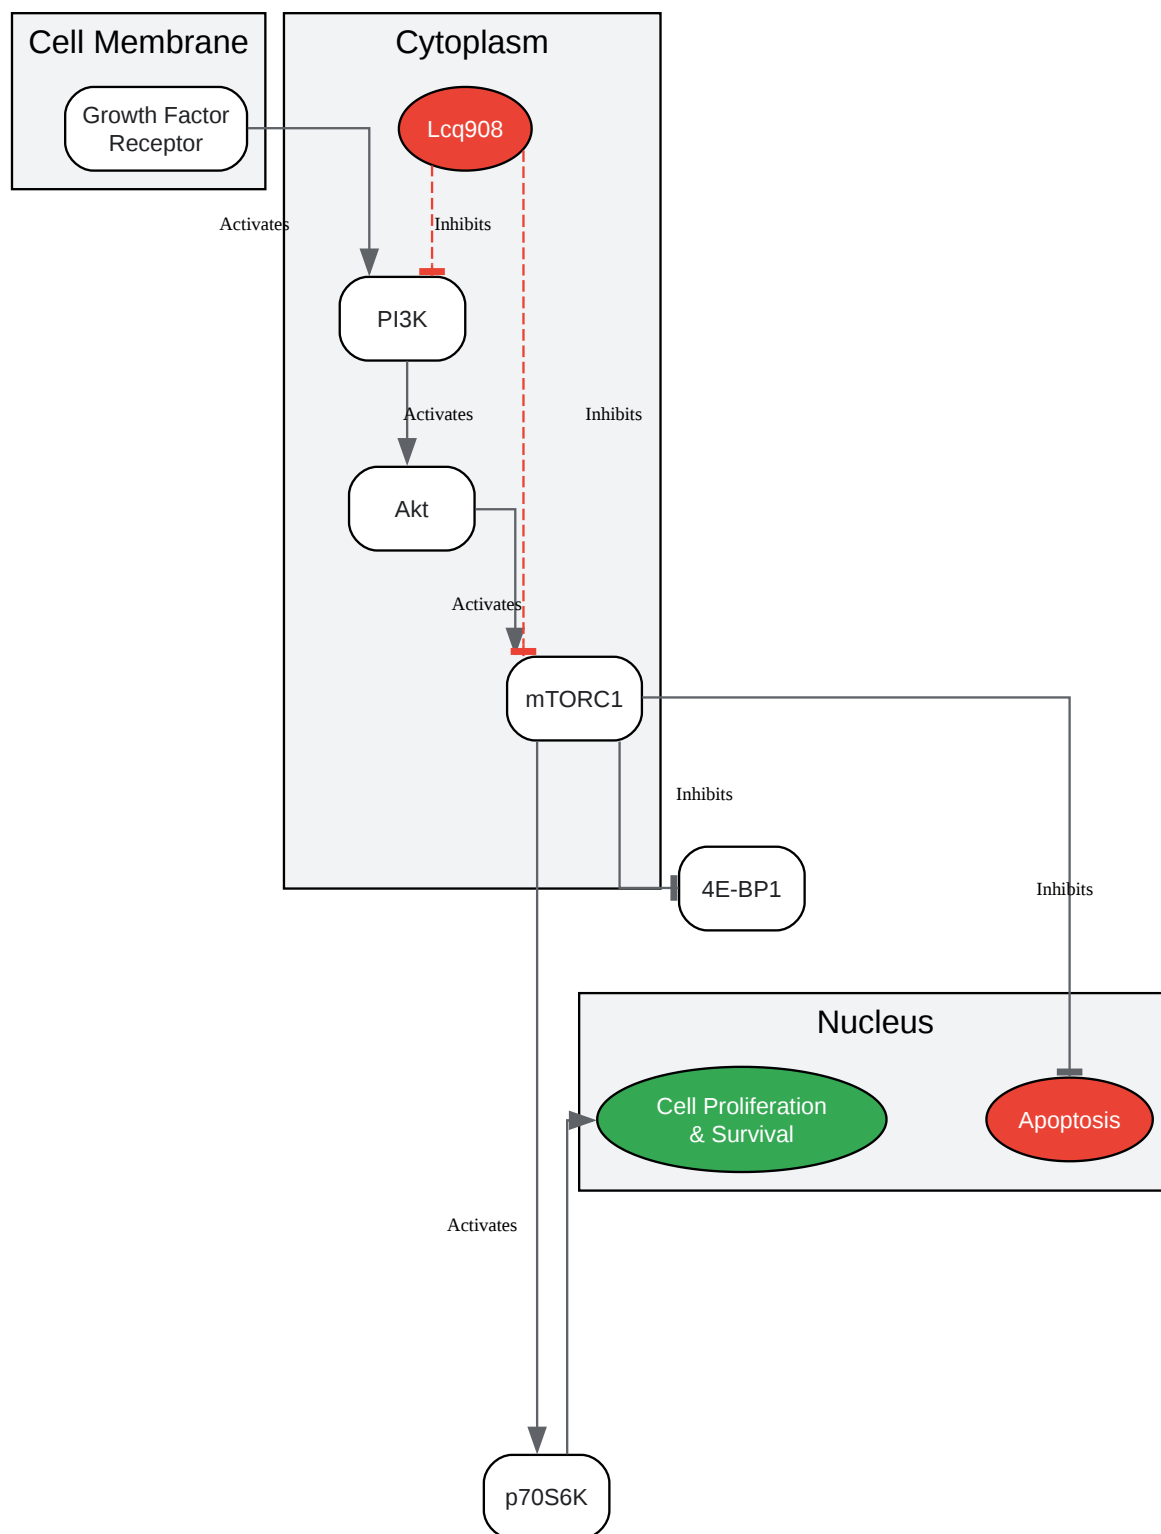 Cell Membrane
Cytoplasm
Growth Factor
Receptor
Lcq908
Activates
Inhibits
PI3K
Activates
Inhibits
Akt
Activates
mTORC1
Inhibits
4E-BP1
Inhibits
Nucleus
Cell Proliferation
& Survival
Apoptosis
Activates
p70S6K